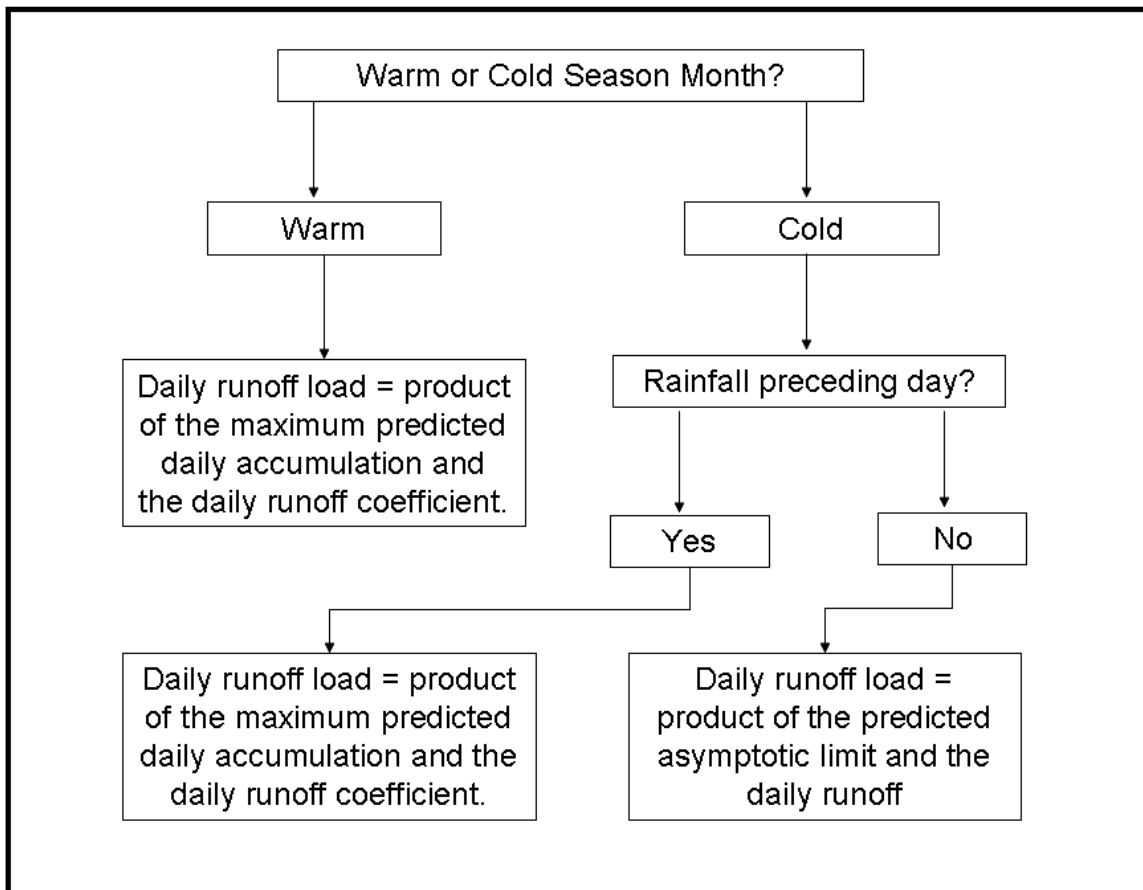 Warm or Cold Season Month?
Warm
Cold
Daily runoff load = product
of the maximum predicted
daily accumulation and
the daily runoff coefficient.
Rainfall preceding day?
Yes
No
Daily runoff load = product
of the maximum predicted
daily accumulation and the
daily runoff coefficient.
Daily runoff load =
product of the predicted
asymptotic limit and the
daily runoff